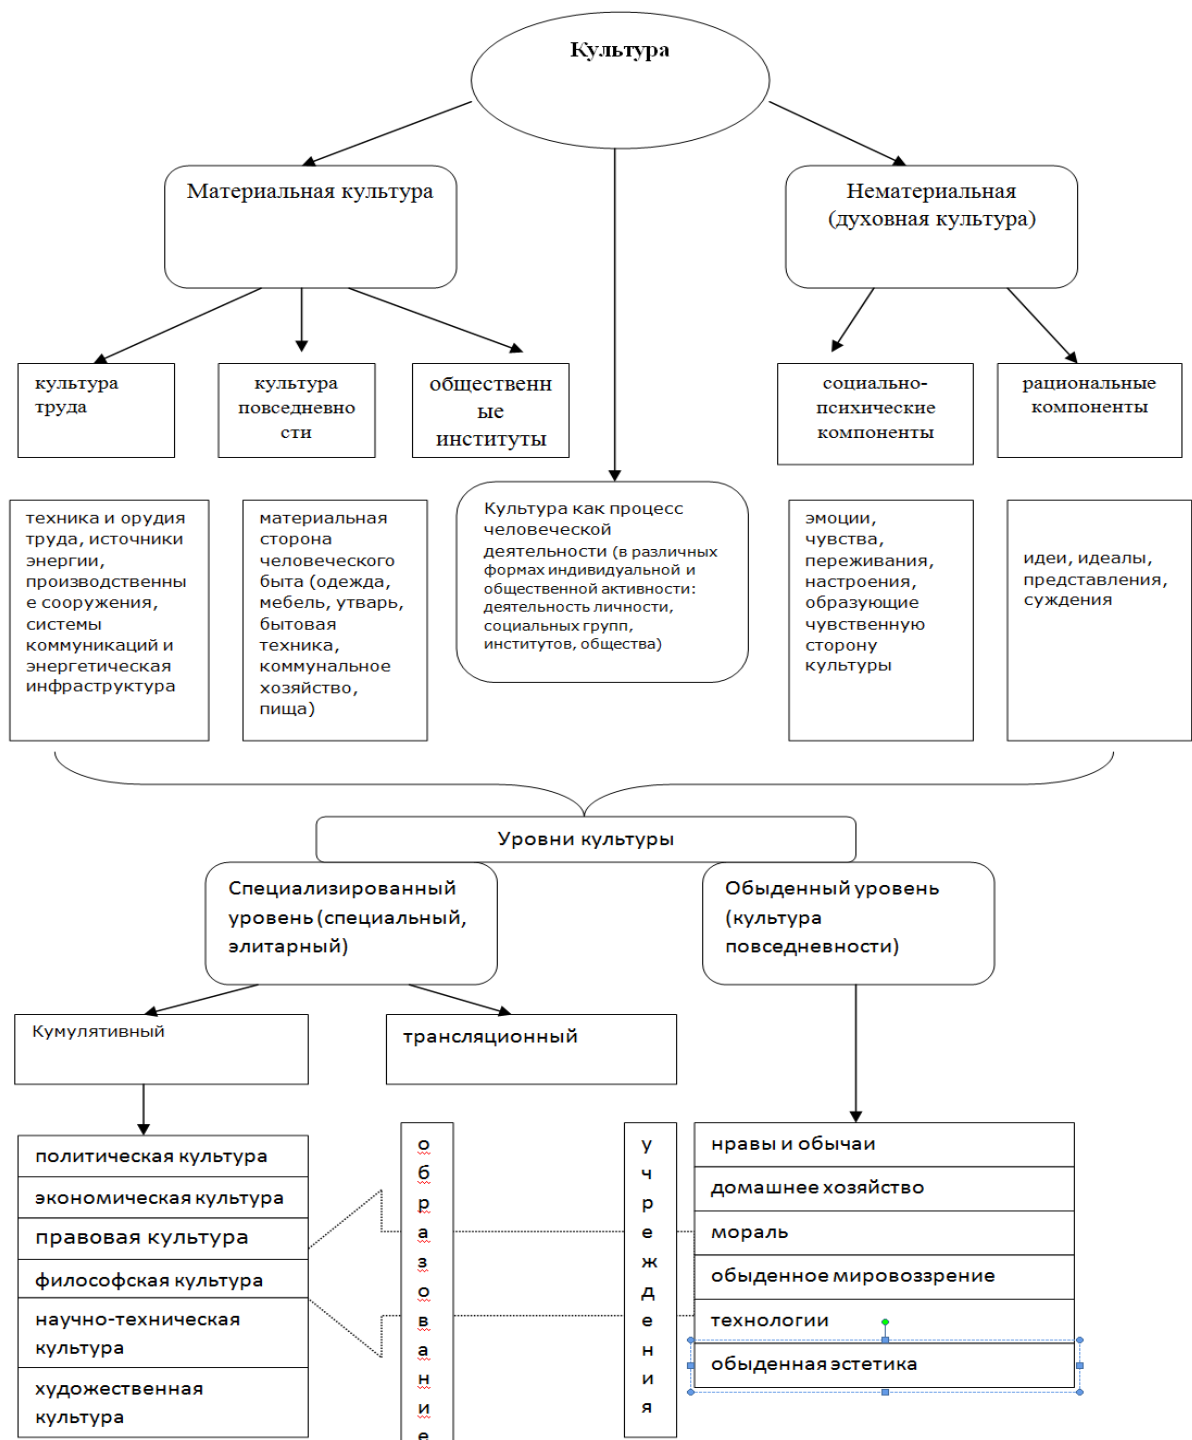 Культура
Материальная культура
Нематериальная
(духовная культура)
культура
труда
культура
повседневно
сти
общественн
ые
институты
социально-
психические
компоненты
рациональные
компоненты
техника и орудия
труда, источники
энергии,
производственны
е сооружения,
системы
коммуникаций и
энергетическая
инфраструктура
материальная
сторона
человеческого
быта (одежда,
мебель, утварь,
бытовая
техника,
коммунальное
хозяйство,
пища)
Культура как процесс
человеческой
деятельности (в различных
формах индивидуальной и
общественной активности:
деятельность личности,
социальных групп,
институтов, общества)
эмоции,
чувства,
переживания,
настроения,
образующие
чувственную
сторону
культуры
идеи, идеалы,
представления,
суждения
Уровни культуры
Специализированный
уровень (специальный,
элитарный)
Обыденный уровень
(культура
повседневности)
Кумулятивный
трансляционный
политическая культура
экономическая культура
правовая культура
философская культура
научно-техническая
культура
художественная
культура
о
б
р
а
з
о
в
а
н
и
е
у
ч
р
е
ж
д
е
н
и
я
нравы и обычаи
домашнее хозяйство
мораль
обыденное мировоззрение
технологии
обыденная эстетика